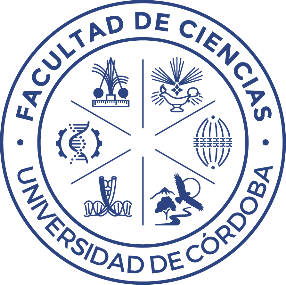 FACULTAD DE CIENCIAS
UNIVERSIDAD DE CÓRDOBA